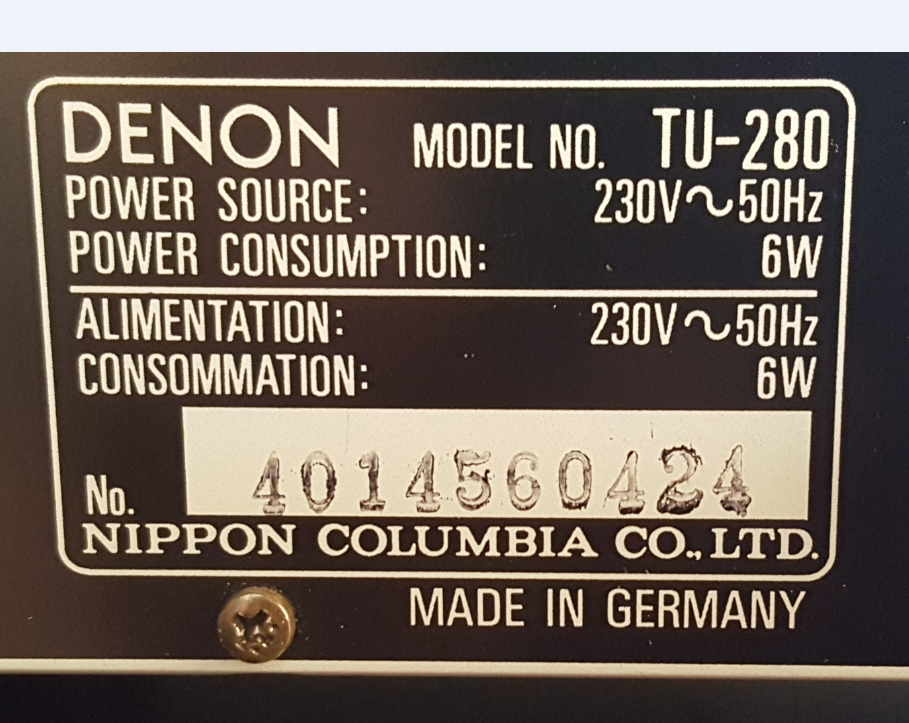 DENON MODEL NO. TU-280
POWER SOURCE: 230V～50Hz
POWER CONSUMPTION: 6W
ALIMENTATION: 230V～50Hz
CONSOMMATION: 6W
No. 4014560424
NIPPON COLUMBIA CO., LTD.
MADE IN GERMANY